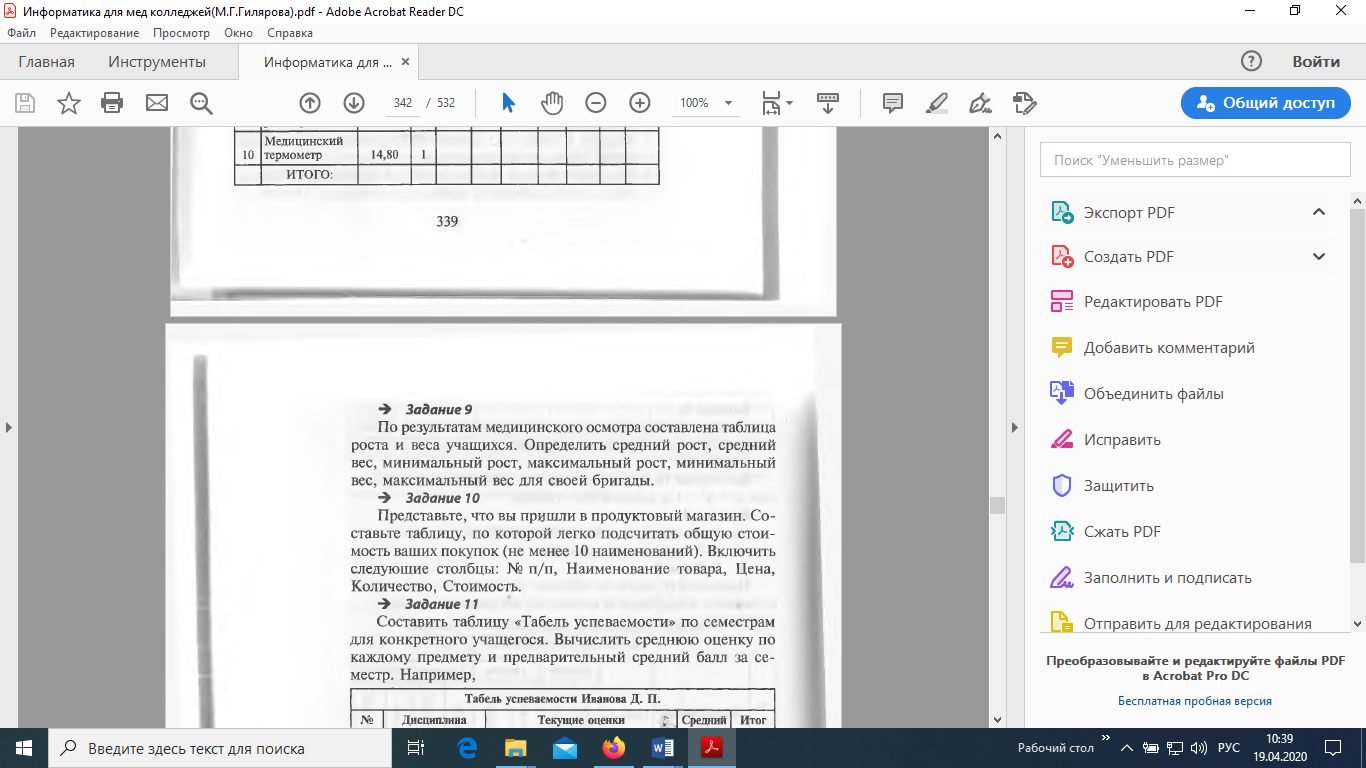 Информатика для мед колледжей(М.Г.Гилярова).pdf - Adobe Acrobat Reader DC
Файл Редактирование Просмотр Окно Справка
Главная Инструменты Информатика для ... ×
Войти
342 / 532 100%
Общий доступ
10 Медицинский
термометр 14,80 1
ИТОГО:
339
→ Задание 9
По результатам медицинского осмотра составлена таблица
роста и веса учащихся. Определить средний рост, средний
вес, минимальный рост, максимальный рост, минимальный
вес, максимальный вес для своей бригады.
→ Задание 10
Представьте, что вы пришли в продуктовый магазин. Со-
ставьте таблицу, по которой легко подсчитать общую стои-
мость ваших покупок (не менее 10 наименований). Включить
следующие столбцы: № п/п, Наименование товара, Цена,
Количество, Стоимость.
→ Задание 11
Составить таблицу «Табель успеваемости» по семестрам
для конкретного учащегося. Вычислить среднюю оценку по
каждому предмету и предварительный средний балл за се-
местр. Например,
Табель успеваемости Иванова Д. П.
№ Дисциплина Текущие оценки Средний Итог
Поиск "Уменьшить размер"
Экспорт PDF
Создать PDF
Редактировать PDF
Добавить комментарий
Объединить файлы
Исправить
Защитить
Сжать PDF
Заполнить и подписать
Отправить для редактирования
Преобразовывайте и редактируйте файлы PDF
в Acrobat Pro DC
Бесплатная пробная версия
Введите здесь текст для поиска
Рабочий стол » РУС
10:39
19.04.2020